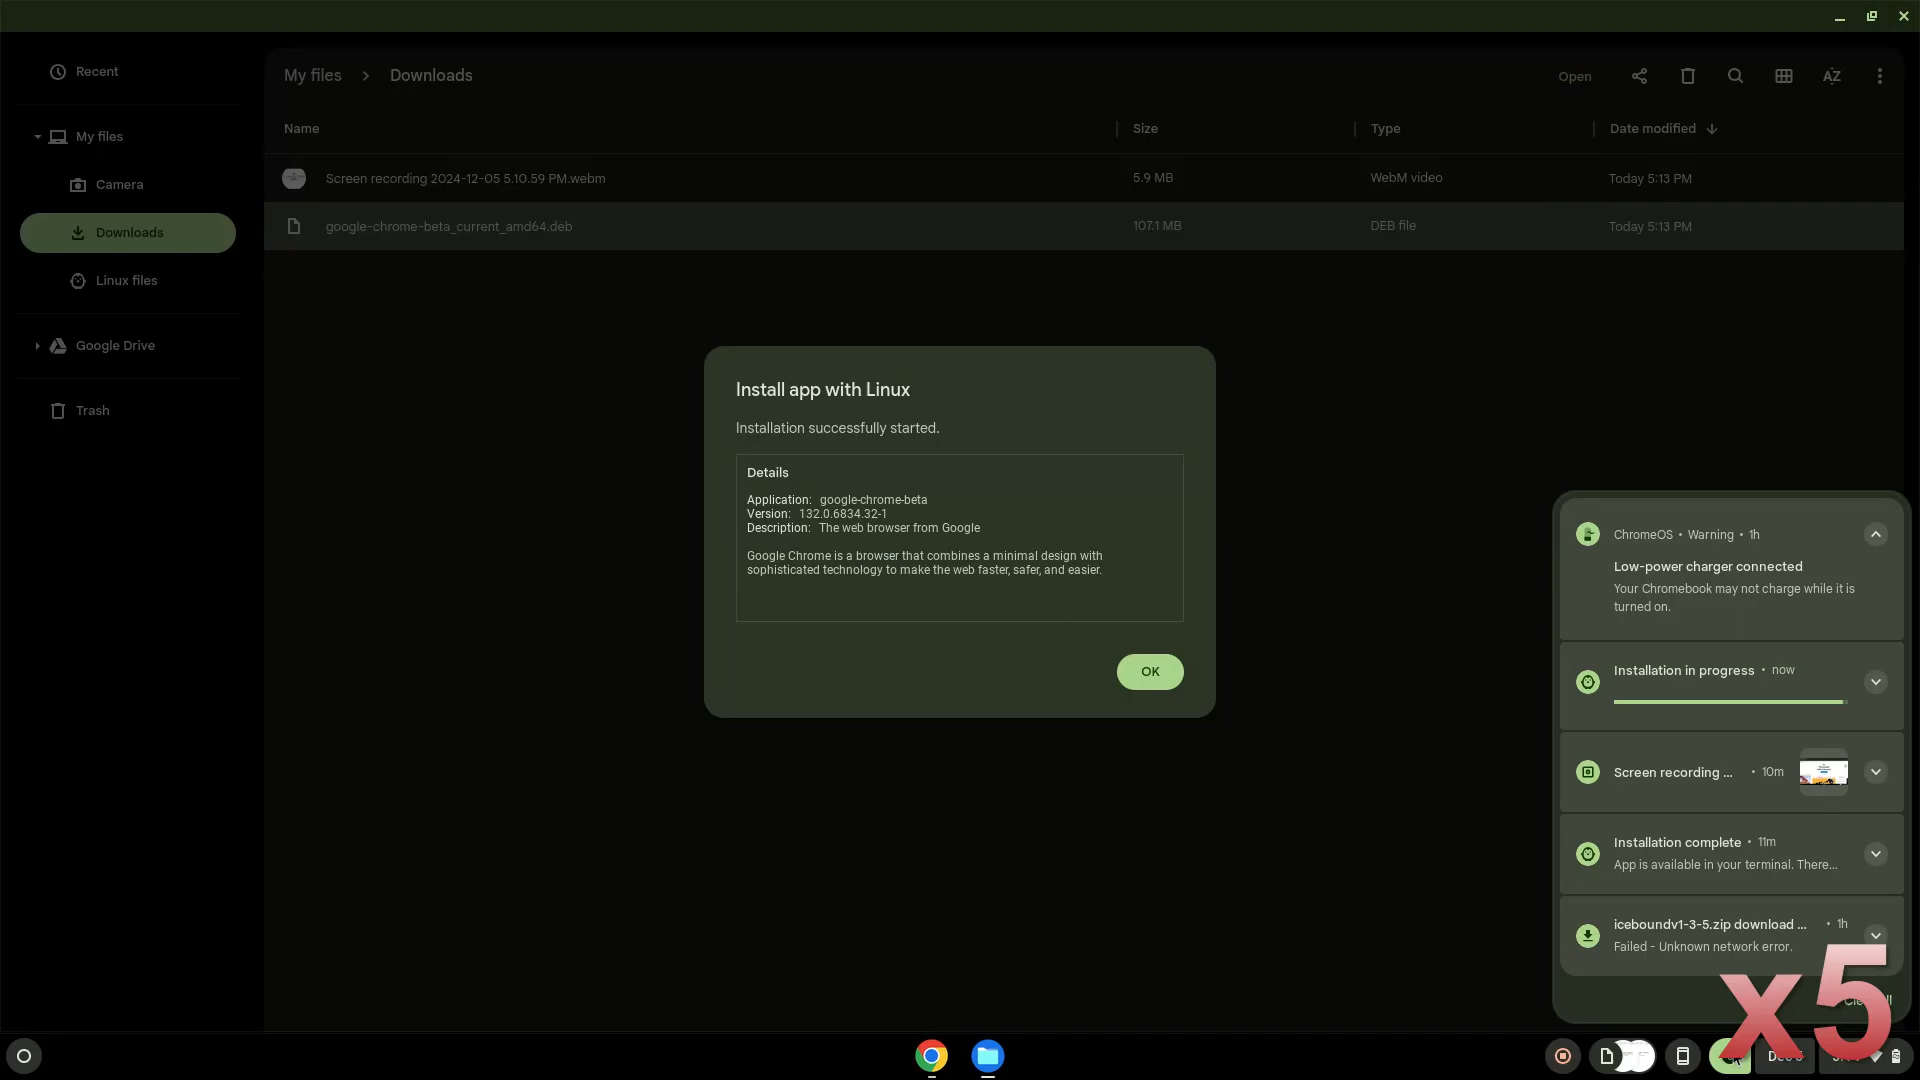 Recent
My files
Camera
Downloads
Linux files
Google Drive
Trash
My files > Downloads
Open
AZ
Name
Size
Type
Date modified
Screen recording 2024-12-05 5.10.59 PM.webm
5.9 MB
WebM video
Today 5:13 PM
google-chrome-beta_current_amd64.deb
107.1 MB
DEB file
Today 5:13 PM
Install app with Linux
Installation successfully started.
Details
Application: google-chrome-beta
Version: 132.0.6834.32-1
Description: The web browser from Google
Google Chrome is a browser that combines a minimal design with
sophisticated technology to make the web faster, safer, and easier.
OK
ChromeOS • Warning • 1h
Low-power charger connected
Your Chromebook may not charge while it is
turned on.
Installation in progress • now
Screen recording ... • 10m
Installation complete • 11m
App is available in your terminal. There...
iceboundv1-3-5.zip download ... • 1h
Failed - Unknown network error.
x5